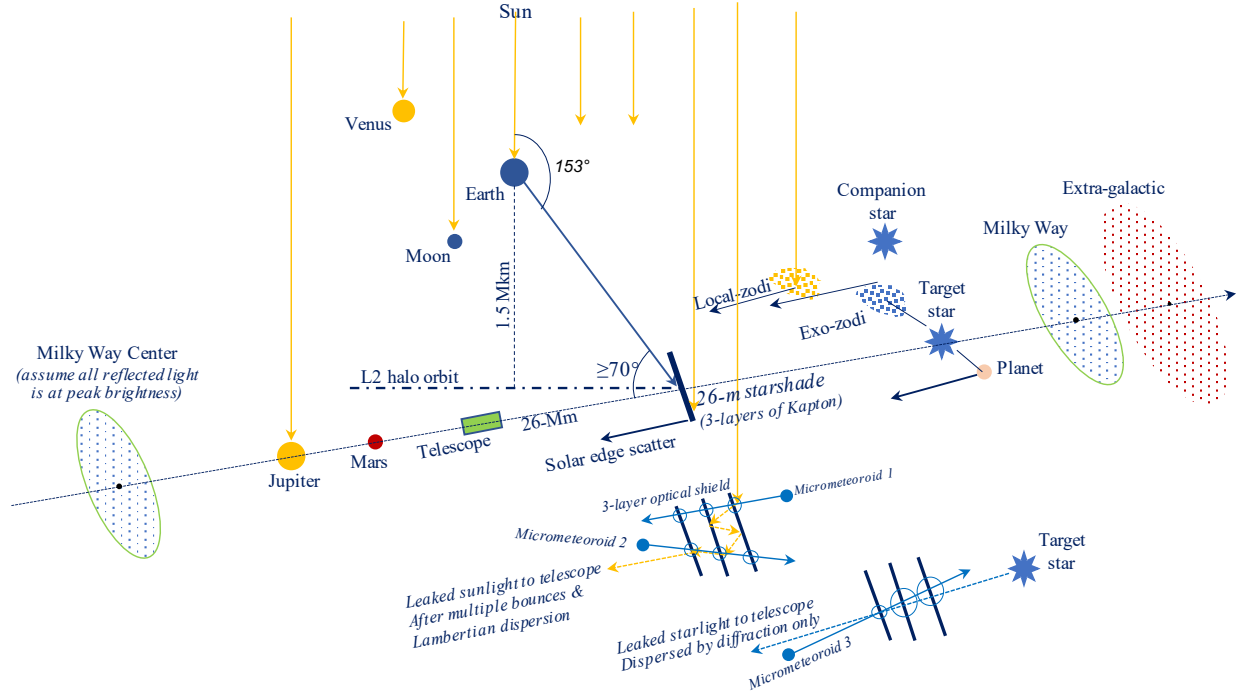 Sun
Venus
Earth
153°
Moon
1.5 Mkm
Companion
star
Extra-galactic
Milky Way
Local-zodi
Exo-zodi
Target
star
Planet
Milky Way Center
(assume all reflected light
is at peak brightness)
L2 halo orbit
≥70°
26-m starshade
(3-layers of Kapton)
26-Mm
Telescope
Mars
Jupiter
Solar edge scatter
3-layer optical shield
Micrometeoroid 1
Micrometeoroid 2
Leaked sunlight to telescope
After multiple bounces &
Lambertian dispersion
Target
star
Leaked starlight to telescope
Dispersed by diffraction only
Micrometeoroid 3